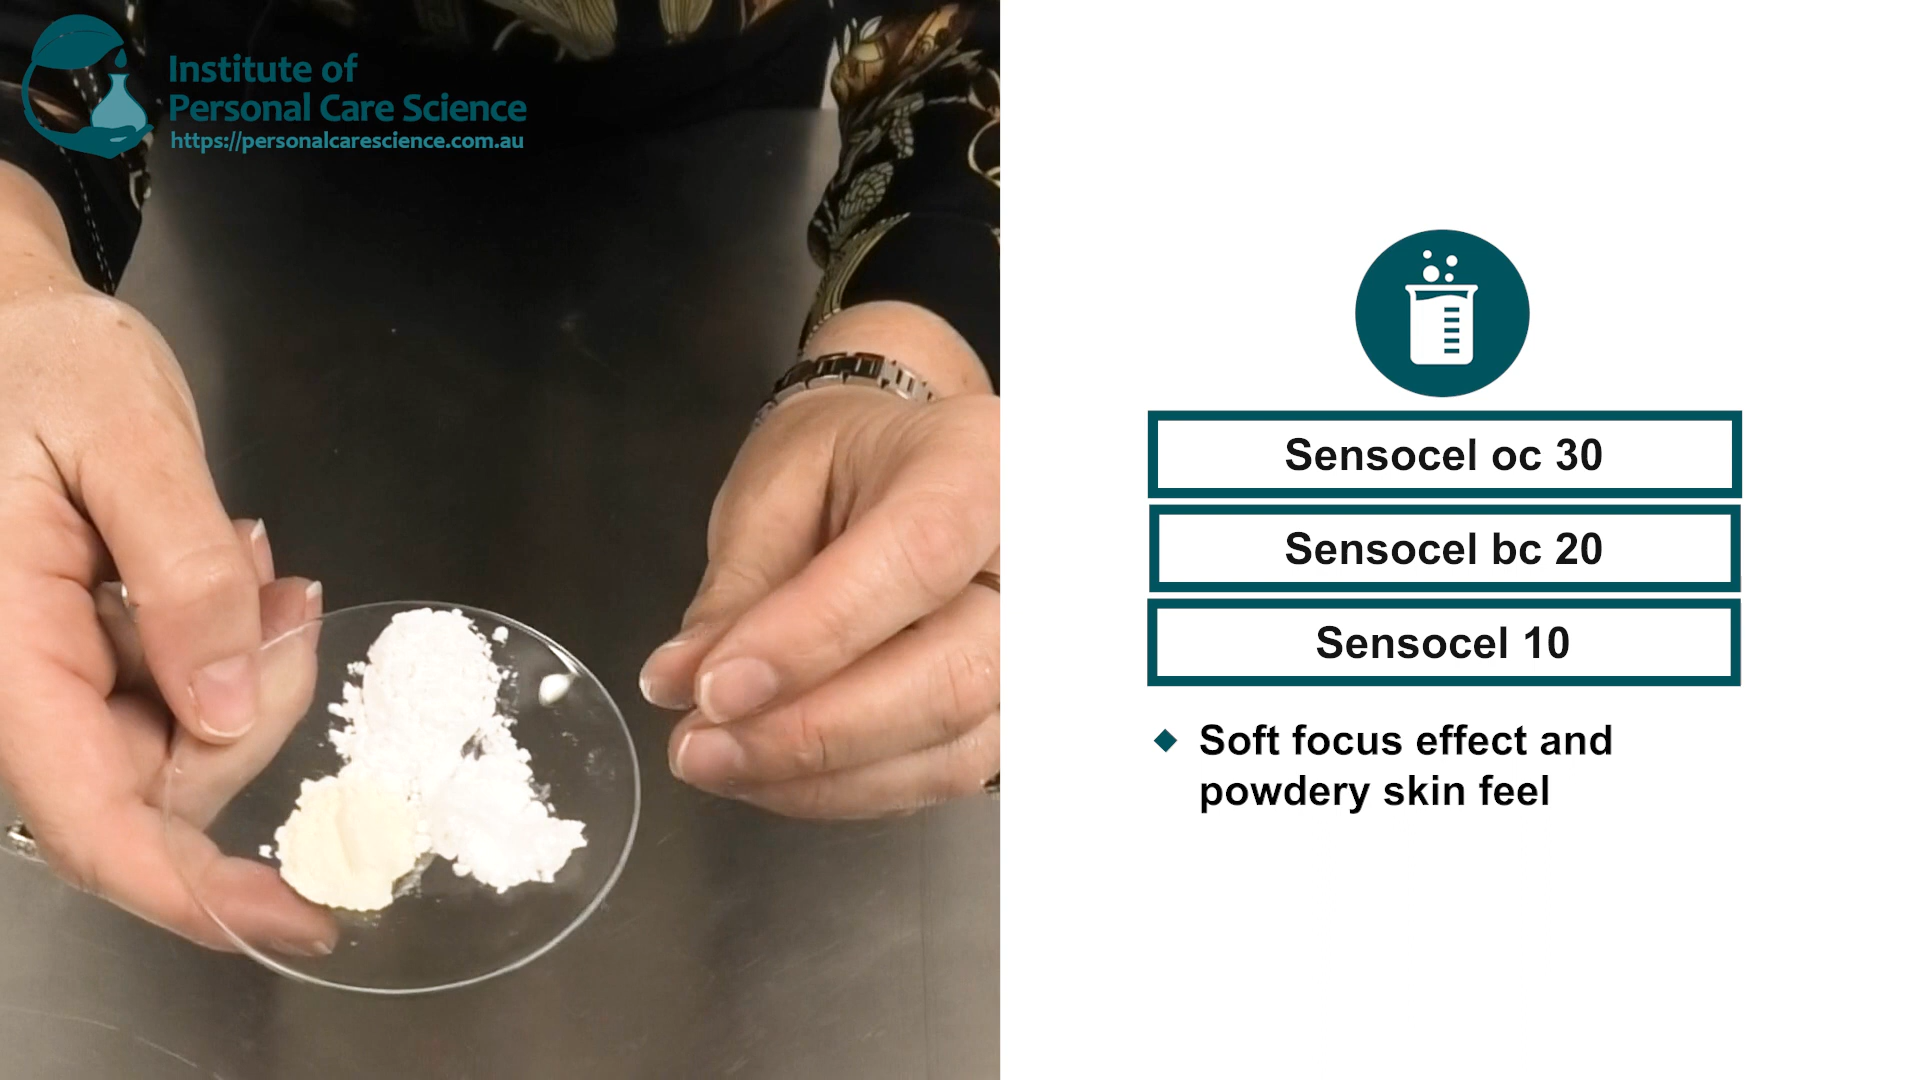 Institute of
Personal Care Science
https://personalcarescience.com.au
Sensocel oc 30
Sensocel bc 20
Sensocel 10
Soft focus effect and
powdery skin feel